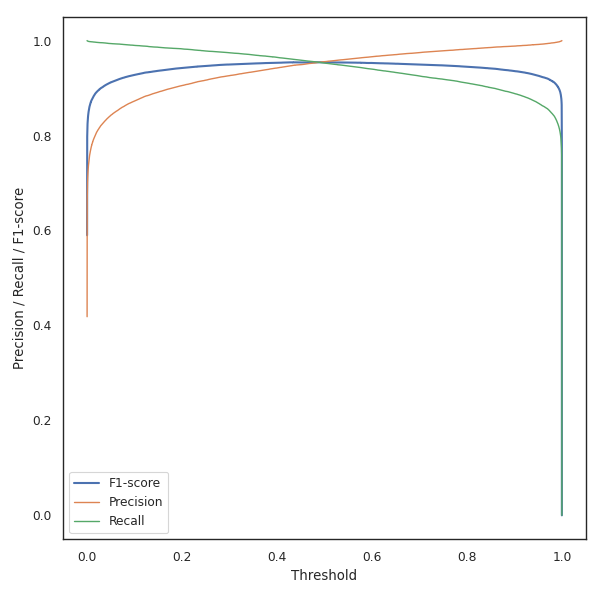 Precision / Recall / F1-score
1.0
0.8
0.6
0.4
0.2
0.0
F1-score
Precision
Recall
0.0 0.2 0.4 0.6 0.8 1.0
Threshold